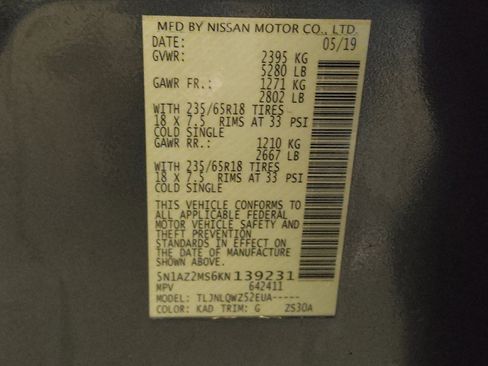 MFD BY NISSAN MOTOR CO., LTD.
DATE: 05/19
GVWR: 2395 KG
5280 LB
GAWR FR.: 1271 KG
2802 LB
WITH 235/65R18 TIRES
18 X 7.5 RIMS AT 33 PSI
COLD SINGLE
GAWR RR.: 1210 KG
2667 LB
WITH 235/65R18 TIRES
18 X 7.5 RIMS AT 33 PSI
COLD SINGLE
THIS VEHICLE CONFORMS TO
ALL APPLICABLE FEDERAL
MOTOR VEHICLE SAFETY AND
THEFT PREVENTION
STANDARDS IN EFFECT ON
THE DATE OF MANUFACTURE
SHOWN ABOVE.
5N1AZ2MS6KN139231
MPV 642411
MODEL: TLJNLQWZ52EUA-----
COLOR: KAD TRIM: G ZS30A